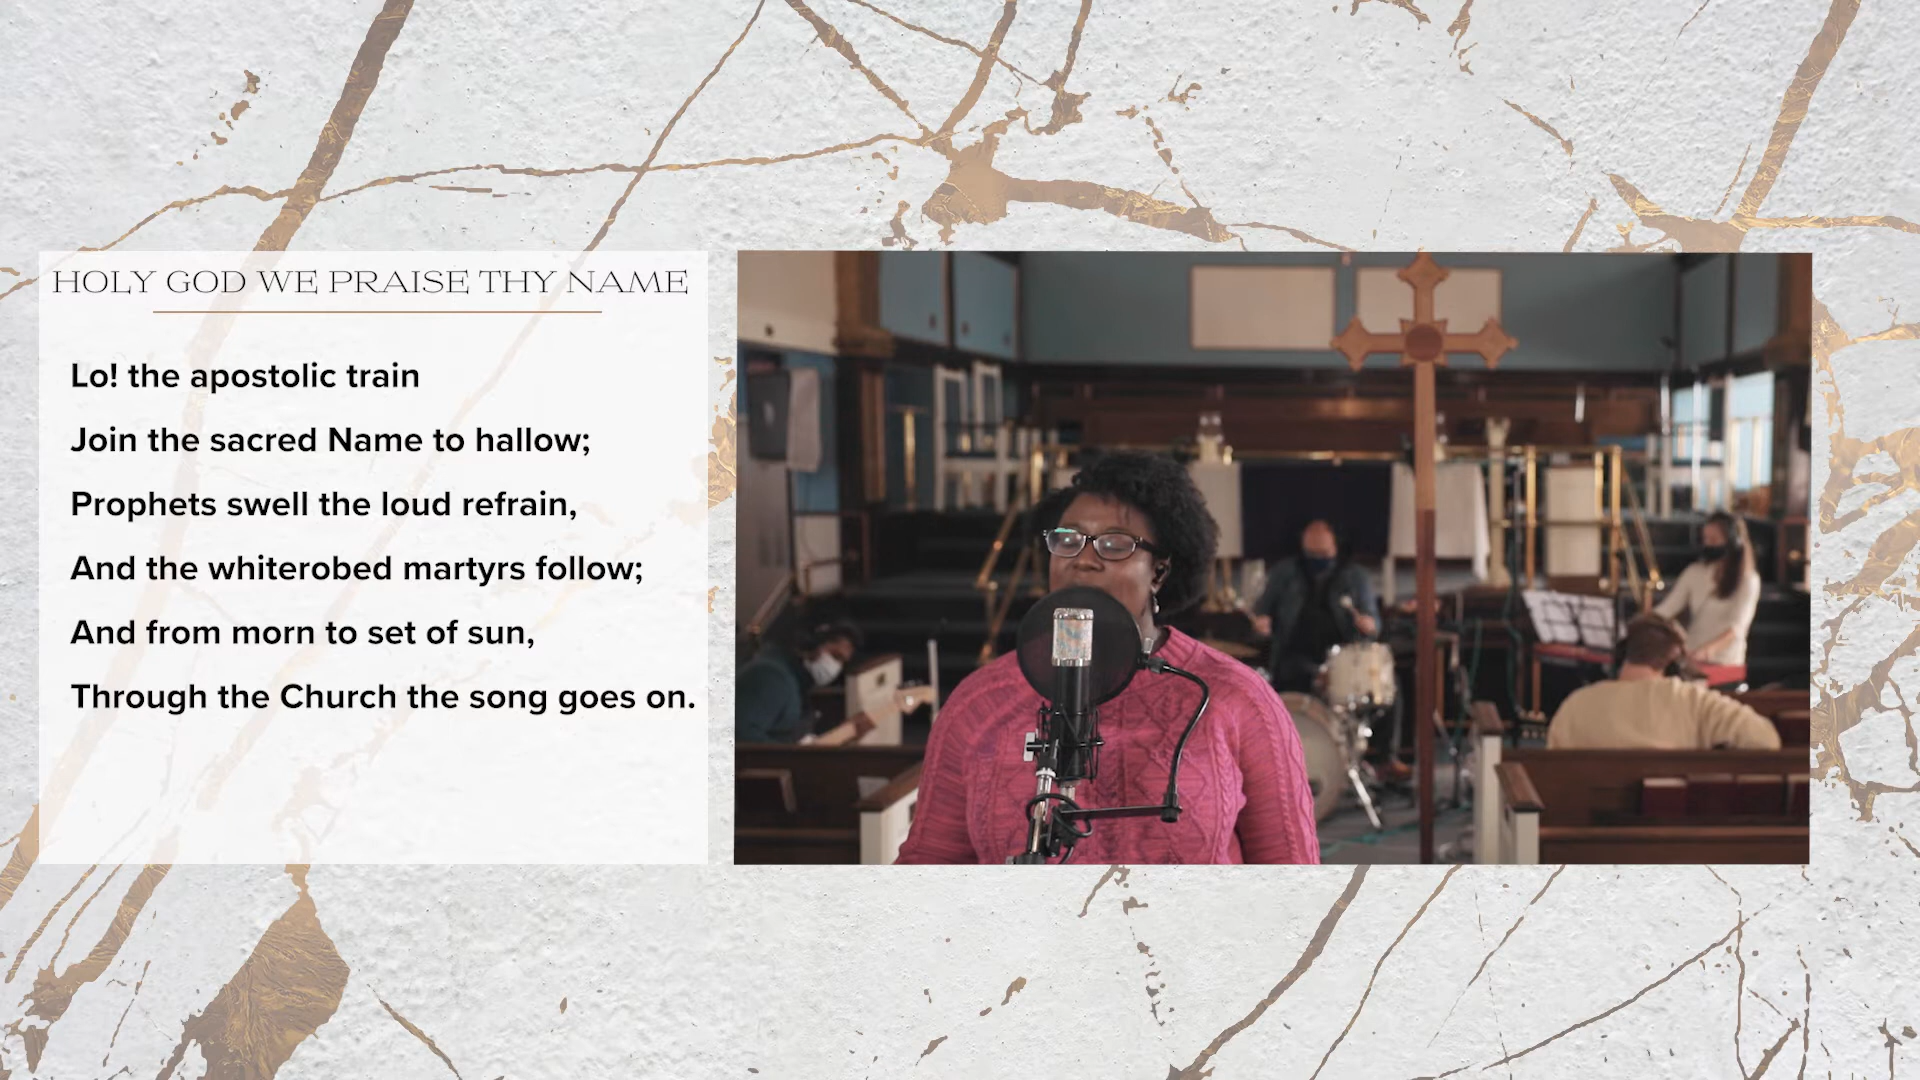 HOLY GOD WE PRAISE THY NAME
Lo! the apostolic train
Join the sacred Name to hallow;
Prophets swell the loud refrain,
And the whiterobed martyrs follow;
And from morn to set of sun,
Through the Church the song goes on.